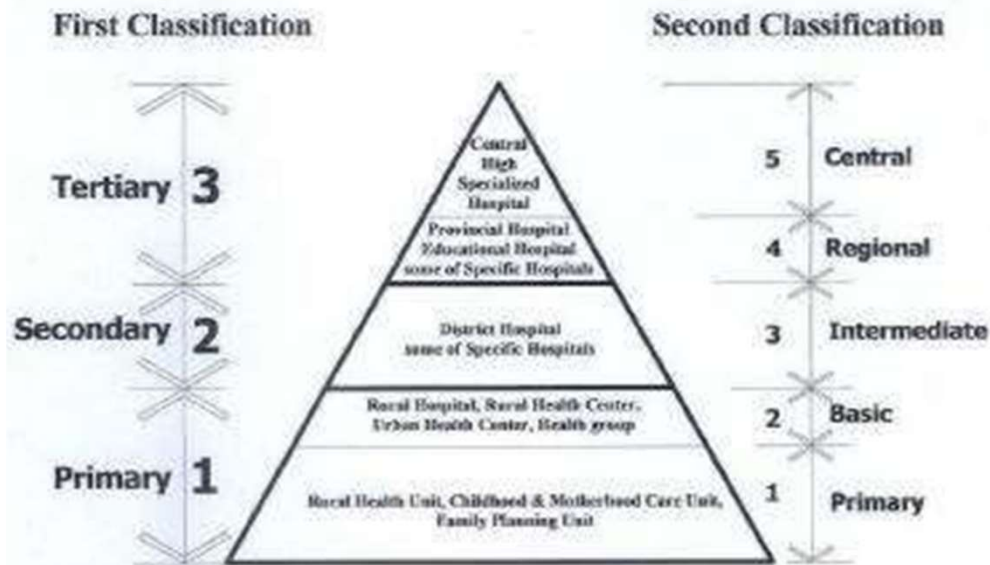 First Classification
Second Classification
Tertiary 3
Secondary 2
Primary 1
Central
High
Specialized
Hospital
Provincial Hospital
Educational Hospital
some of Specific Hospitals
District Hospital
some of Specific Hospitals
Rural Hospital, Rural Health Center,
Urban Health Center, Health group
Rural Health Unit, Childhood & Motherhood Care Unit,
Family Planning Unit
5 Central
4 Regional
3 Intermediate
2 Basic
1 Primary